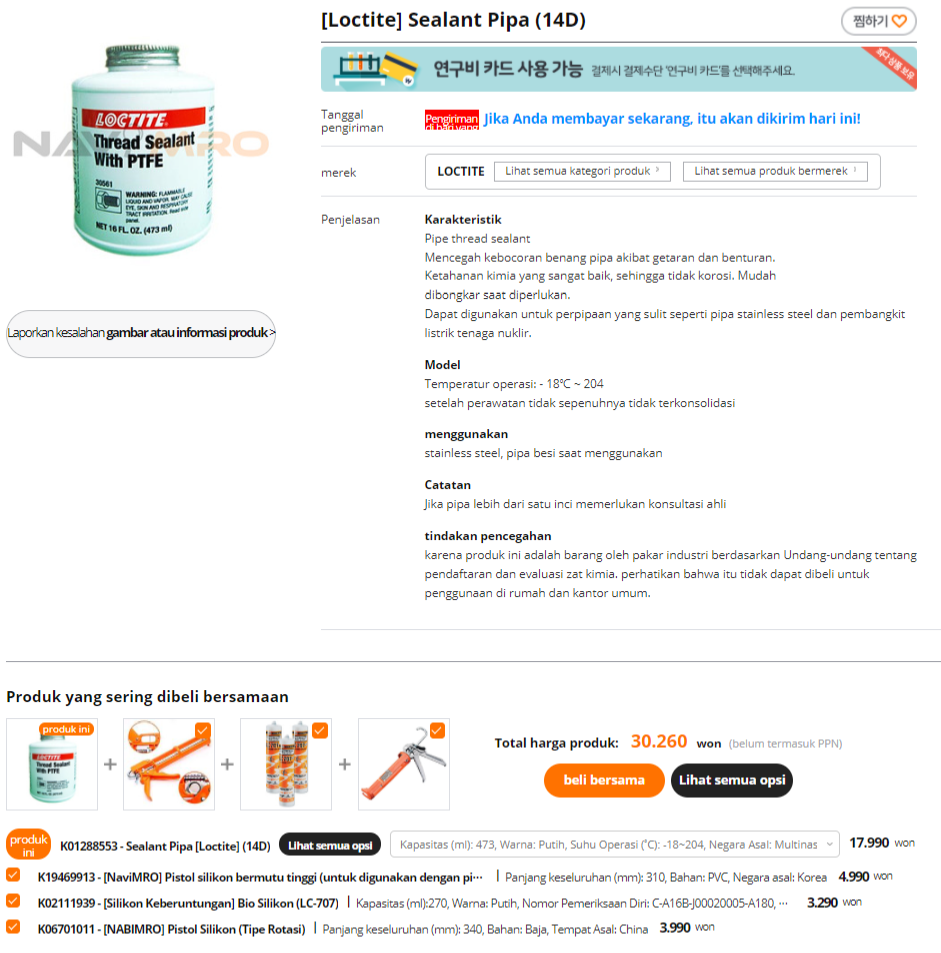 [Loctite] Sealant Pipa (14D)
찜하기
연구비 카드 사용 가능 결제시 결제수단 '연구비 카드'를 선택해주세요.
최다 상품 보유
Tanggal pengiriman
Pengiriman di hari yang
Jika Anda membayar sekarang, itu akan dikirim hari ini!
merek
LOCTITE
Lihat semua kategori produk >
Lihat semua produk bermerek
NAVIMRO
LOCTITE.
Thread Sealant
With PTFE
30561
WARNING: FLAMMABLE
LIQUID AND VAPOR. MAY CAUSE
EYE, SKIN AND RESPIRATORY
TRACT IRRITATION. Read side
panel.
NET 16 FL. OZ. (473 ml)
Laporkan kesalahan gambar atau informasi produk >
Penjelasan
Karakteristik
Pipe thread sealant
Mencegah kebocoran benang pipa akibat getaran dan benturan.
Ketahanan kimia yang sangat baik, sehingga tidak korosi. Mudah
dibongkar saat diperlukan.
Dapat digunakan untuk perpipaan yang sulit seperti pipa stainless steel dan pembangkit
listrik tenaga nuklir.
Model
Temperatur operasi: - 18℃ ~ 204
setelah perawatan tidak sepenuhnya tidak terkonsolidasi
menggunakan
stainless steel, pipa besi saat menggunakan
Catatan
Jika pipa lebih dari satu inci memerlukan konsultasi ahli
tindakan pencegahan
karena produk ini adalah barang oleh pakar industri berdasarkan Undang-undang tentang
pendaftaran dan evaluasi zat kimia. perhatikan bahwa itu tidak dapat dibeli untuk
penggunaan di rumah dan kantor umum.
Produk yang sering dibeli bersamaan
produk ini
Thread Sealant
With PTFE
+ + +
Total harga produk: 30.260 won (belum termasuk PPN)
beli bersama
Lihat semua opsi
produk ini
K01288553 - Sealant Pipa [Loctite] (14D) Lihat semua opsi Kapasitas (ml): 473, Warna: Putih, Suhu Operasi (˚C): -18~204, Negara Asal: Multinas 17.990 won
K19469913 - [NaviMRO] Pistol silikon bermutu tinggi (untuk digunakan dengan pi··· | Panjang keseluruhan (mm): 310, Bahan: PVC, Negara asal: Korea 4.990 won
K02111939 - [Silikon Keberuntungan] Bio Silikon (LC-707) | Kapasitas (ml):270, Warna: Putih, Nomor Pemeriksaan Diri: C-A16B-J00020005-A180, ··· 3.290 won
K06701011 - [NABIMRO] Pistol Silikon (Tipe Rotasi) | Panjang keseluruhan (mm): 340, Bahan: Baja, Tempat Asal: China 3.990 won